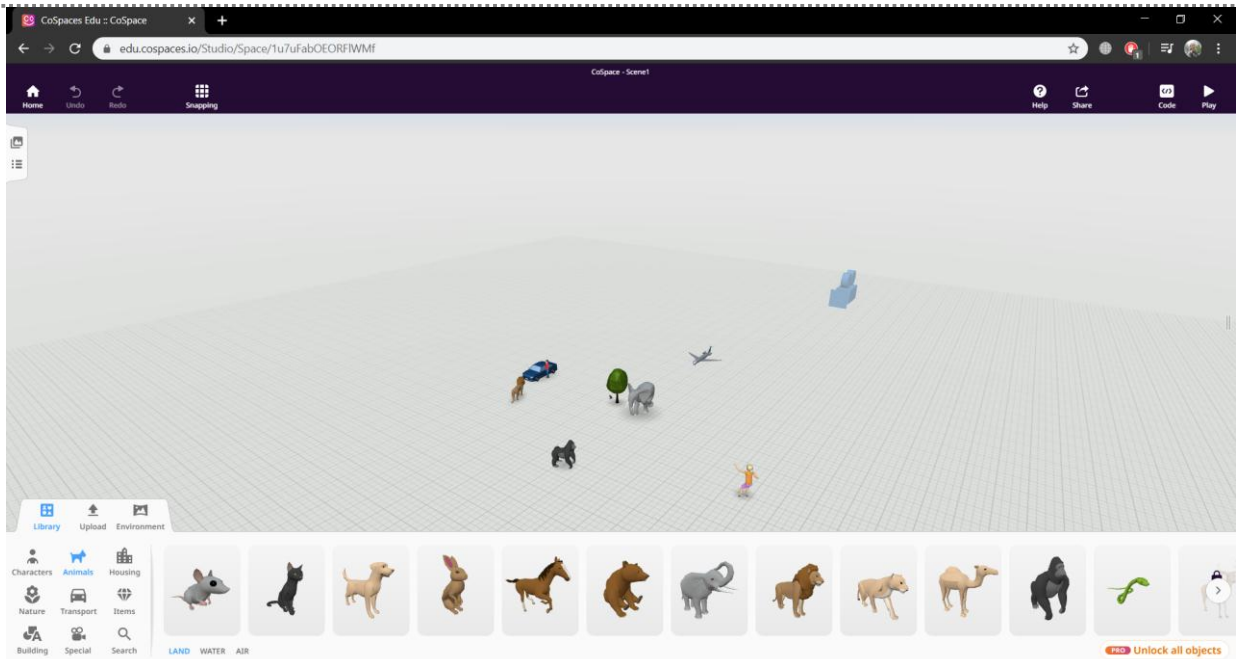 CoSpaces Edu :: CoSpace
edu.cospaces.io/Studio/Space/1u7uFabOEORFlWMf
1
CoSpace - Scene1
Home Undo Redo Snapping Help Share Code Play
Library Upload Environment
Characters Animals Housing
Nature Transport Items
Building Special Search
LAND WATER AIR
PRO Unlock all objects